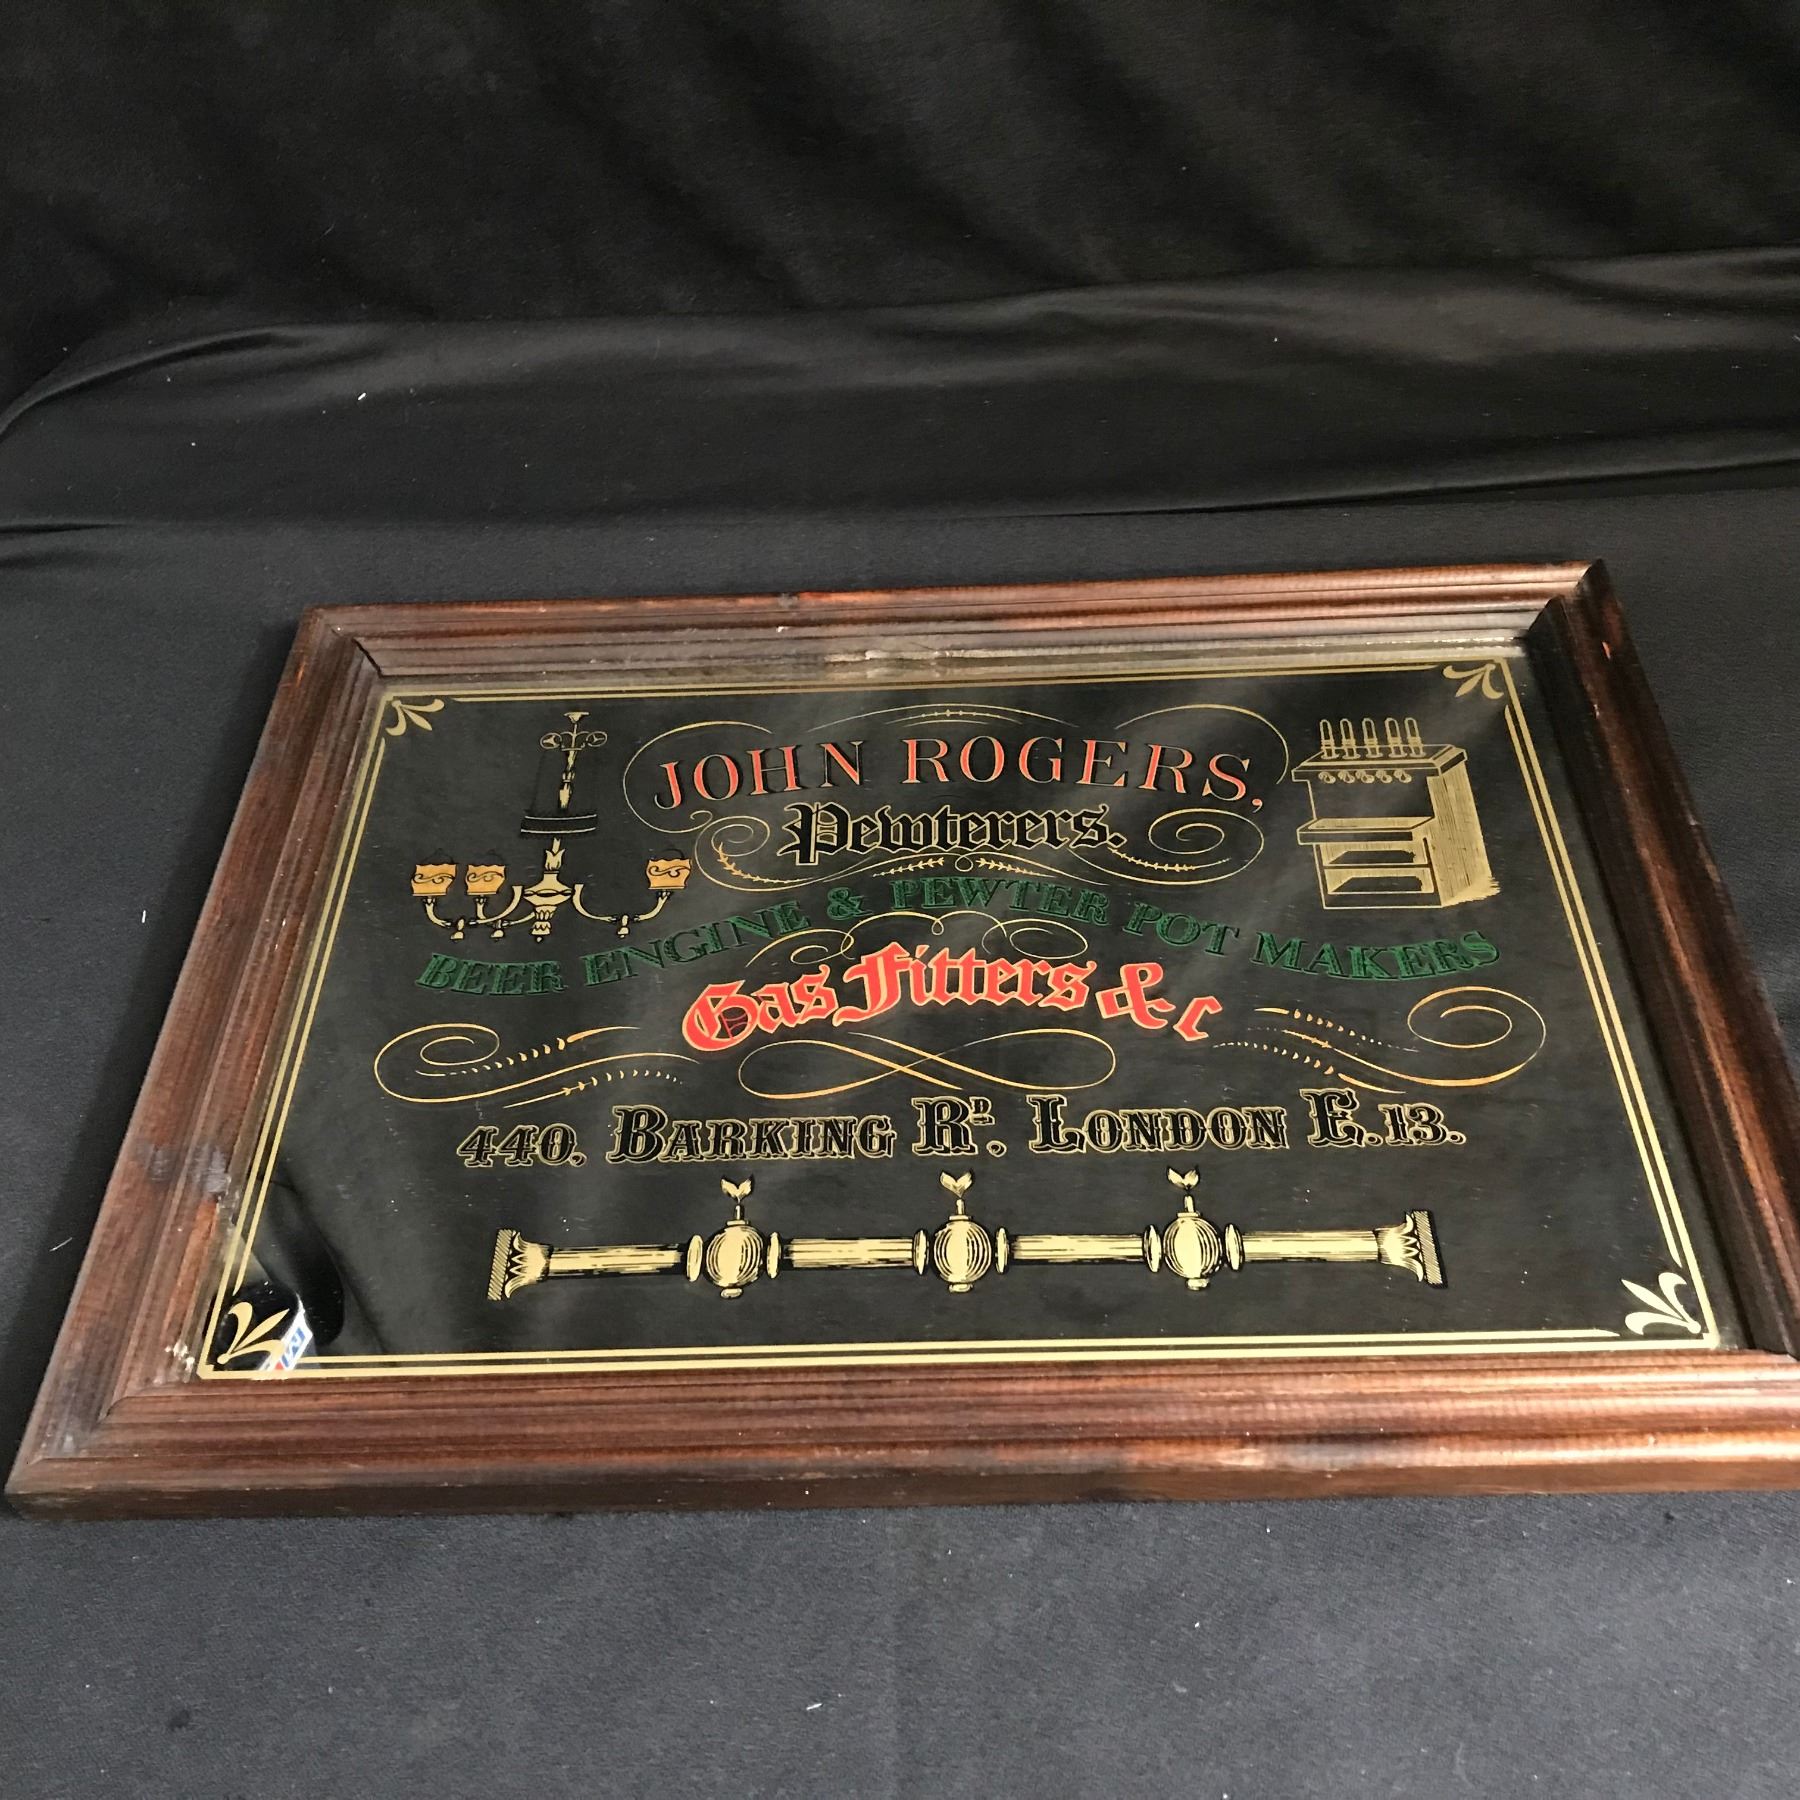 JOHN ROGERS,
Pewterers.
BEER ENGINE & PEWTER POT MAKERS
Gas Fitters & c
440, BARKING RD. LONDON E.13.